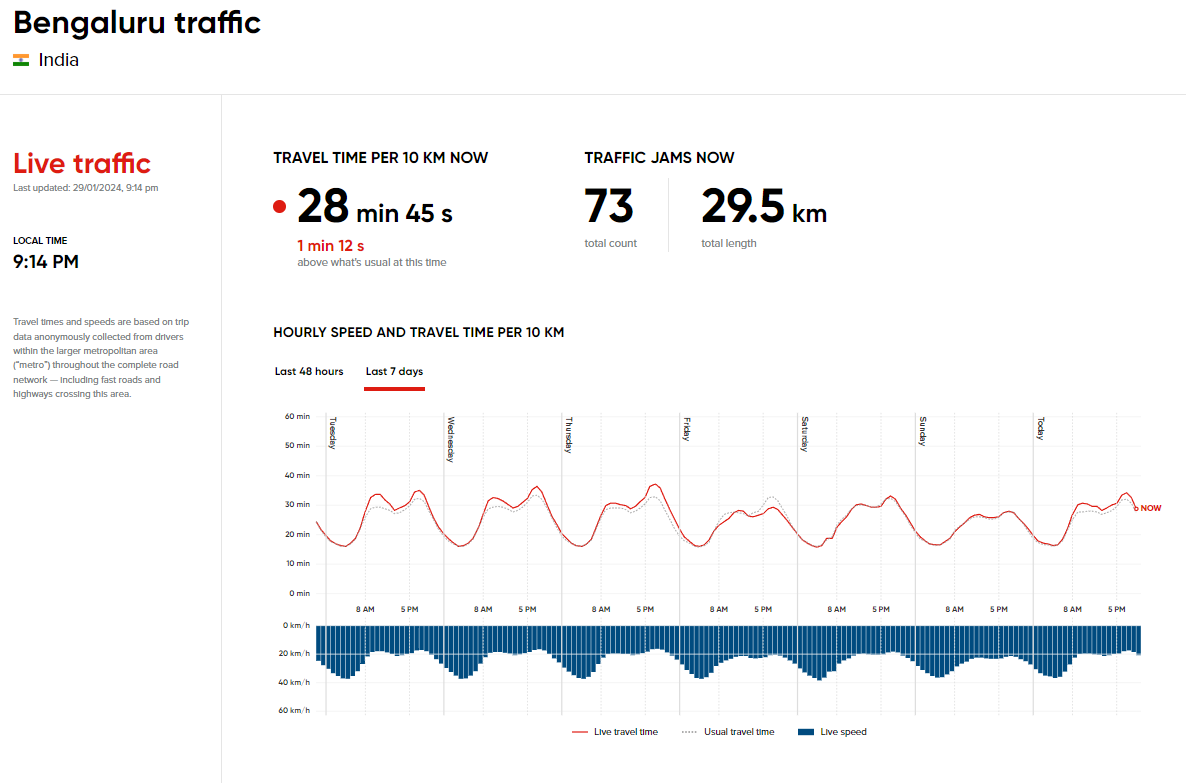 Bengaluru traffic
India
Live traffic
Last updated: 29/01/2024, 9:14 pm
LOCAL TIME
9:14 PM
Travel times and speeds are based on trip
data anonymously collected from drivers
within the larger metropolitan area
("metro") throughout the complete road
network — including fast roads and
highways crossing this area.
TRAVEL TIME PER 10 KM NOW
28 min 45 s
1 min 12 s
above what's usual at this time
TRAFFIC JAMS NOW
73
total count
29.5 km
total length
HOURLY SPEED AND TRAVEL TIME PER 10 KM
Last 48 hours
Last 7 days
60 min
50 min
40 min
30 min
20 min
10 min
0 min
Tuesday
Wednesday
Thursday
Friday
Saturday
Sunday
Today
NOW
8 AM 5 PM 8 AM 5 PM 8 AM 5 PM 8 AM 5 PM 8 AM 5 PM 8 AM 5 PM 8 AM 5 PM
0 km/h
20 km/h
40 km/h
60 km/h
Live travel time
Usual travel time
Live speed